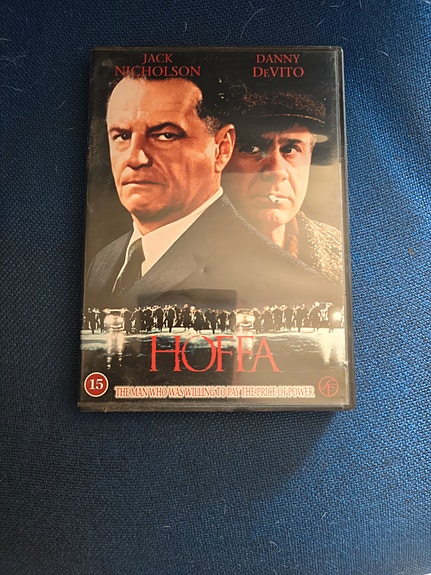 JACK DANNY
NICHOLSON DEVITO
HOFFA
15 THE MAN WHO WAS WILLING TO PAY THE PRICE OF POWER